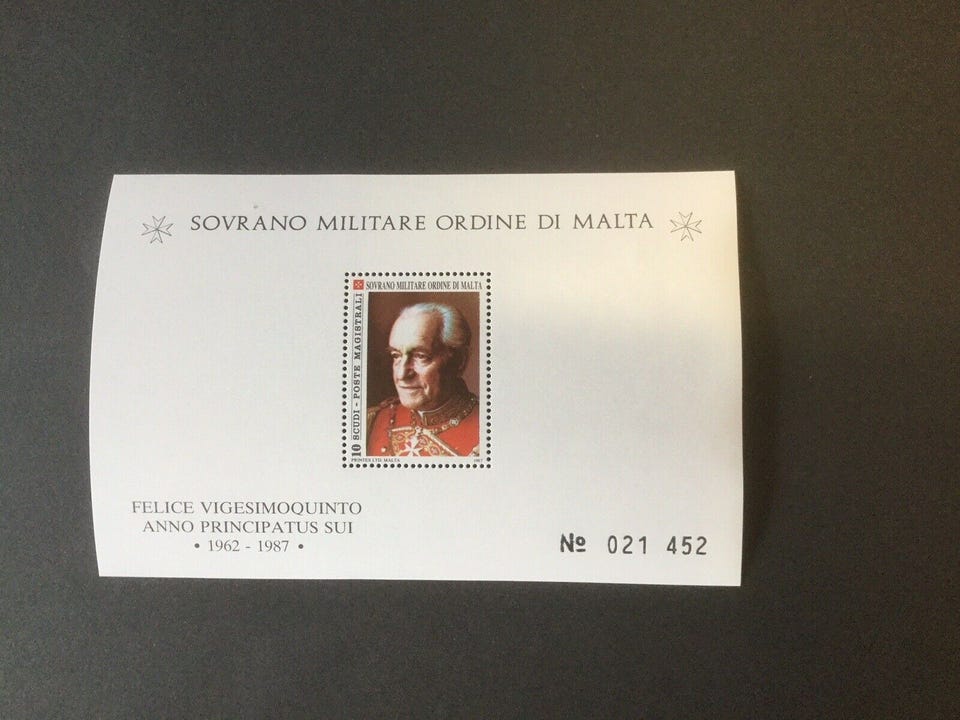 SOVRANO MILITARE ORDINE DI MALTA
SOVRANO MILITARE ORDINE DI MALTA
10 SCUDI - POSTE MAGISTRALI
PRINTEX LTD. MALTA 1987
FELICE VIGESIMOQUINTO
ANNO PRINCIPATUS SUI
• 1962 - 1987 •
Nº 021 452